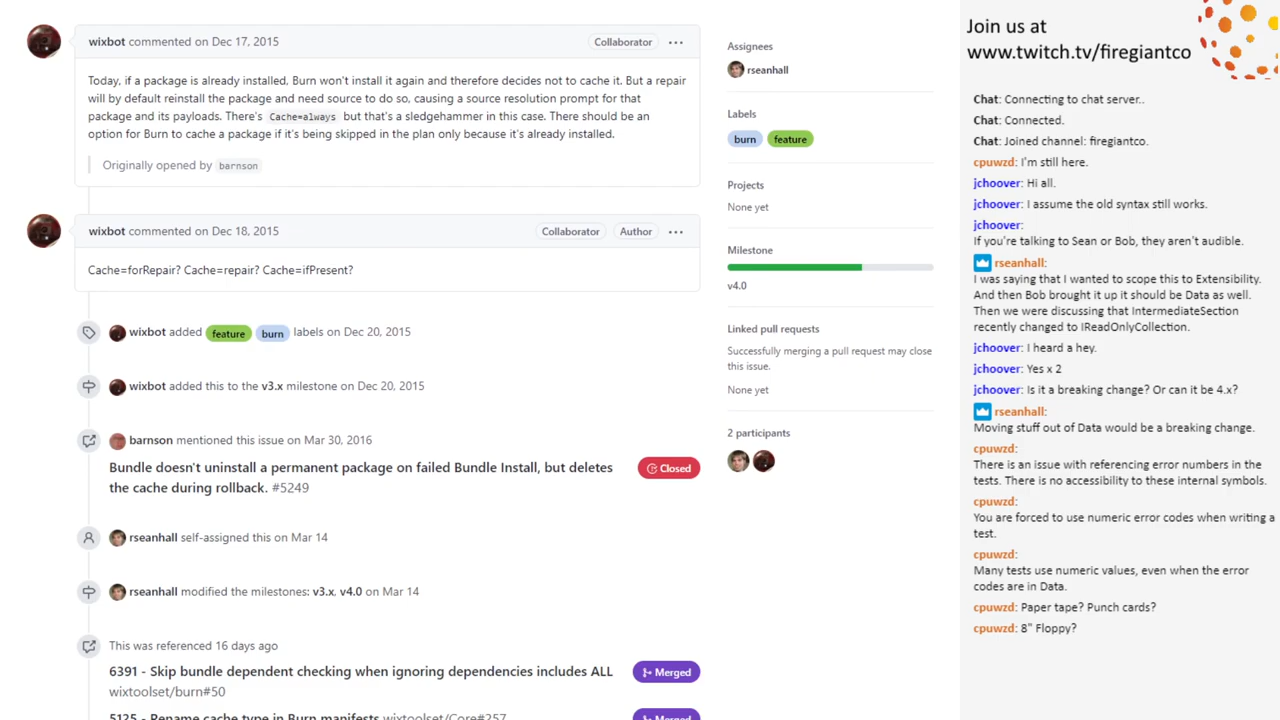 wixbot commented on Dec 17, 2015
Collaborator
Today, if a package is already installed, Burn won't install it again and therefore decides not to cache it. But a repair
will by default reinstall the package and need source to do so, causing a source resolution prompt for that
package and its payloads. There's Cache=always but that's a sledgehammer in this case. There should be an
option for Burn to cache a package if it's being skipped in the plan only because it's already installed.
Originally opened by barnson
wixbot commented on Dec 18, 2015
Collaborator
Author
Cache=forRepair? Cache=repair? Cache=ifPresent?
wixbot added feature burn labels on Dec 20, 2015
wixbot added this to the v3.x milestone on Dec 20, 2015
barnson mentioned this issue on Mar 30, 2016
Bundle doesn't uninstall a permanent package on failed Bundle Install, but deletes
the cache during rollback. #5249
Closed
rseanhall self-assigned this on Mar 14
rseanhall modified the milestones: v3.x, v4.0 on Mar 14
This was referenced 16 days ago
6391 - Skip bundle dependent checking when ignoring dependencies includes ALL
wixtoolset/burn#50
Merged
5125 - Rename cache type in Burn manifests wixtoolset/Core#257
Merged
Assignees
rseanhall
Labels
burn feature
Projects
None yet
Milestone
v4.0
Linked pull requests
Successfully merging a pull request may close
this issue.
None yet
2 participants
Join us at
www.twitch.tv/firegiantco
Chat: Connecting to chat server..
Chat: Connected.
Chat: Joined channel: firegiantco.
cpuwzd: I'm still here.
jchoover: Hi all.
jchoover: I assume the old syntax still works.
jchoover:
If you're talking to Sean or Bob, they aren't audible.
rseanhall:
I was saying that I wanted to scope this to Extensibility.
And then Bob brought it up it should be Data as well.
Then we were discussing that IntermediateSection
recently changed to IReadOnlyCollection.
jchoover: I heard a hey.
jchoover: Yes x 2
jchoover: Is it a breaking change? Or can it be 4.x?
rseanhall:
Moving stuff out of Data would be a breaking change.
cpuwzd:
There is an issue with referencing error numbers in the
tests. There is no accessibility to these internal symbols.
cpuwzd:
You are forced to use numeric error codes when writing a
test.
cpuwzd:
Many tests use numeric values, even when the error
codes are in Data.
cpuwzd: Paper tape? Punch cards?
cpuwzd: 8" Floppy?